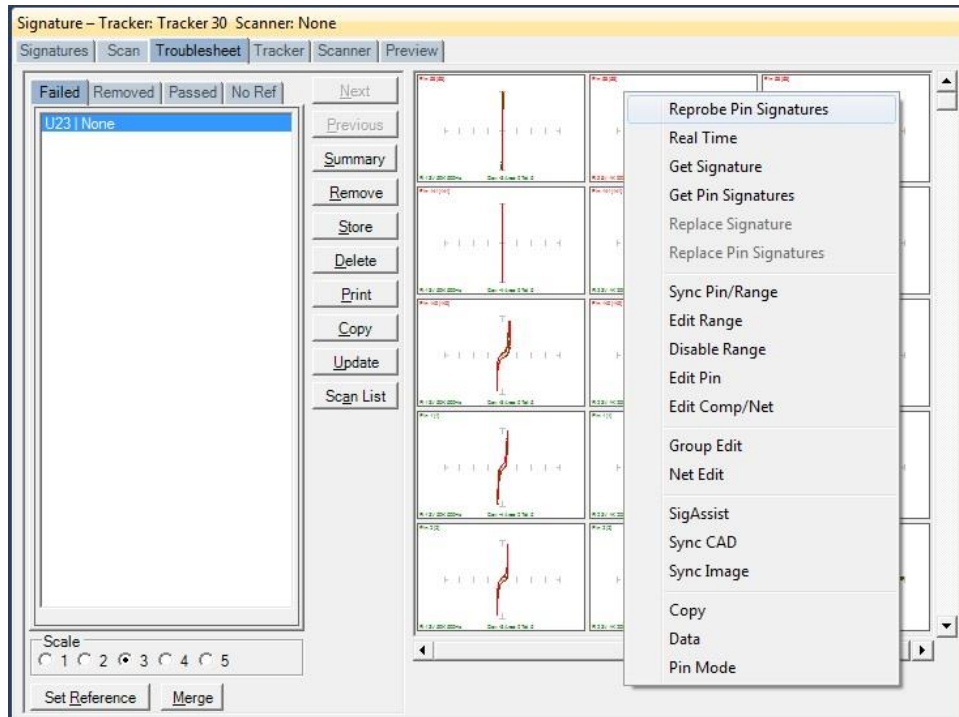 Signature – Tracker: Tracker 30 Scanner: None
Signatures Scan Troublesheet Tracker Scanner Preview
Failed Removed Passed No Ref
U23 | None
Next
Previous
Summary
Remove
Store
Delete
Print
Copy
Update
Scan List
Scale
1 2 3 4 5
Set Reference Merge
Reprobe Pin Signatures
Real Time
Get Signature
Get Pin Signatures
Replace Signature
Replace Pin Signatures
Sync Pin/Range
Edit Range
Disable Range
Edit Pin
Edit Comp/Net
Group Edit
Net Edit
SigAssist
Sync CAD
Sync Image
Copy
Data
Pin Mode